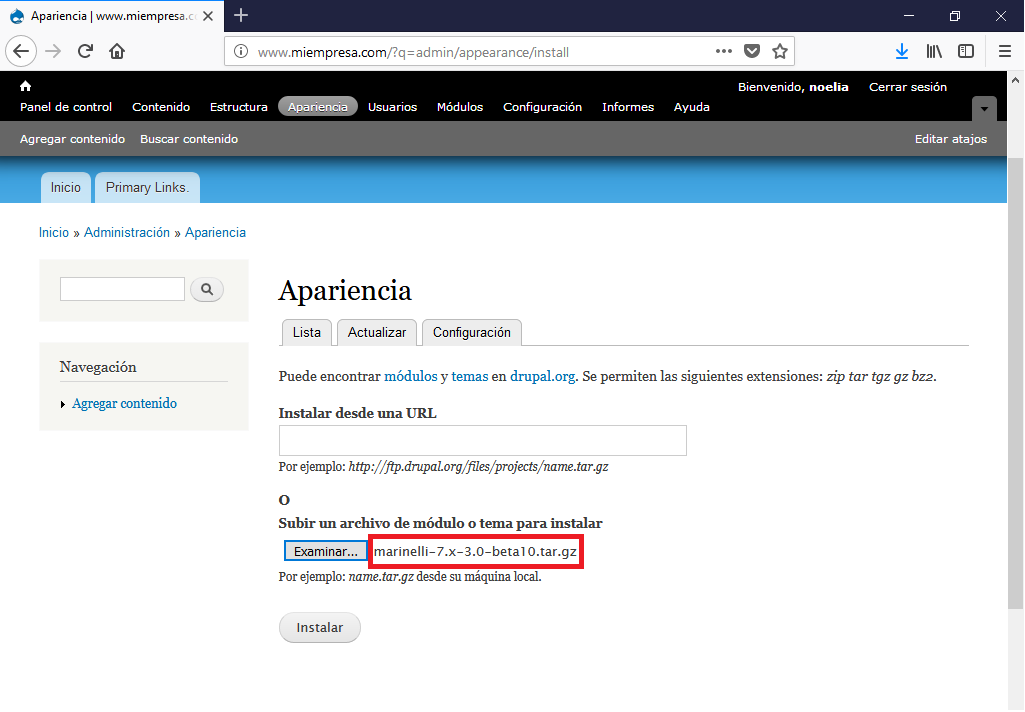 Apariencia | www.miempresa.c
www.miempresa.com/?q=admin/appearance/install
Bienvenido, noelia Cerrar sesión
Panel de control Contenido Estructura Apariencia Usuarios Módulos Configuración Informes Ayuda
Agregar contenido Buscar contenido Editar atajos
Inicio Primary Links.
Inicio » Administración » Apariencia
Apariencia
Lista Actualizar Configuración
Navegación
Agregar contenido
Puede encontrar módulos y temas en drupal.org. Se permiten las siguientes extensiones: zip tar tgz gz bz2.
Instalar desde una URL
Por ejemplo: http://ftp.drupal.org/files/projects/name.tar.gz
O
Subir un archivo de módulo o tema para instalar
Examinar... marinelli-7.x-3.0-beta10.tar.gz
Por ejemplo: name.tar.gz desde su máquina local.
Instalar